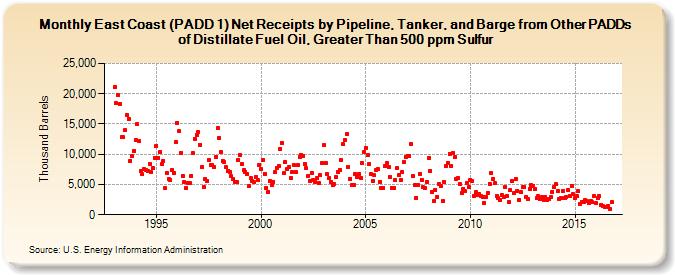 Monthly East Coast (PADD 1) Net Receipts by Pipeline, Tanker, and Barge from Other PADDs
of Distillate Fuel Oil, Greater Than 500 ppm Sulfur
Thousand Barrels
25,000
20,000
15,000
10,000
5,000
0
1995
2000
2005
2010
2015
Source: U.S. Energy Information Administration